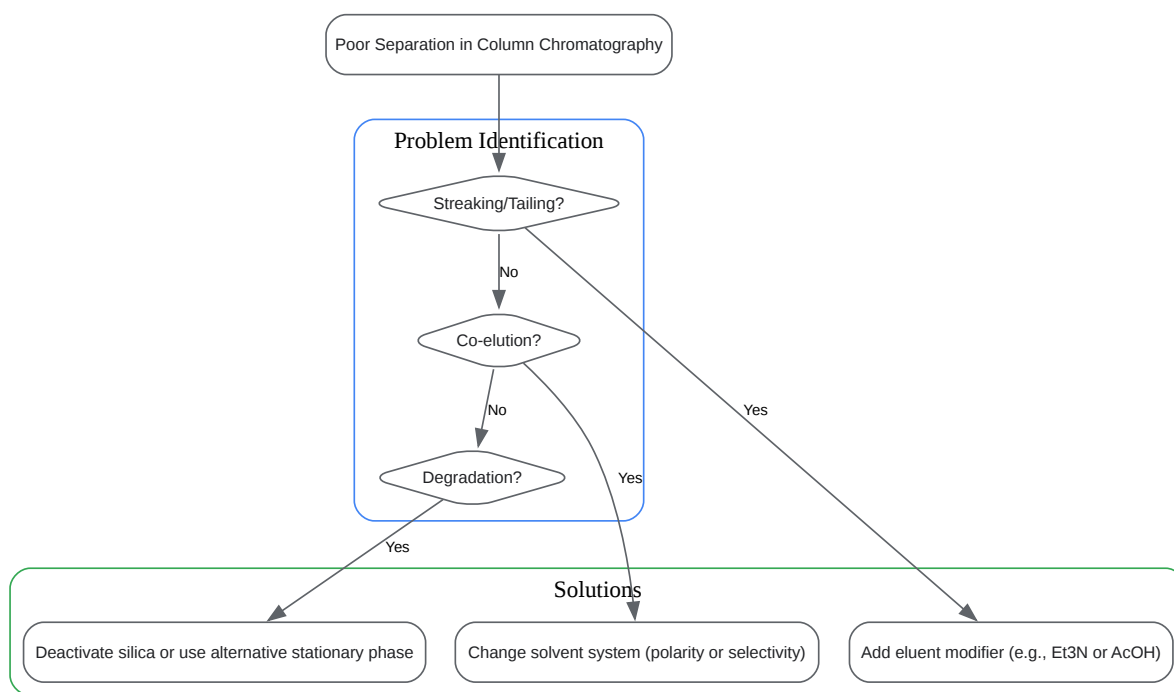 Poor Separation in Column Chromatography
Problem Identification
Streaking/Tailing?
No
Co-elution?
No
Yes
Degradation?
Yes
Yes
Solutions
Deactivate silica or use alternative stationary phase
Change solvent system (polarity or selectivity)
Add eluent modifier (e.g., Et3N or AcOH)